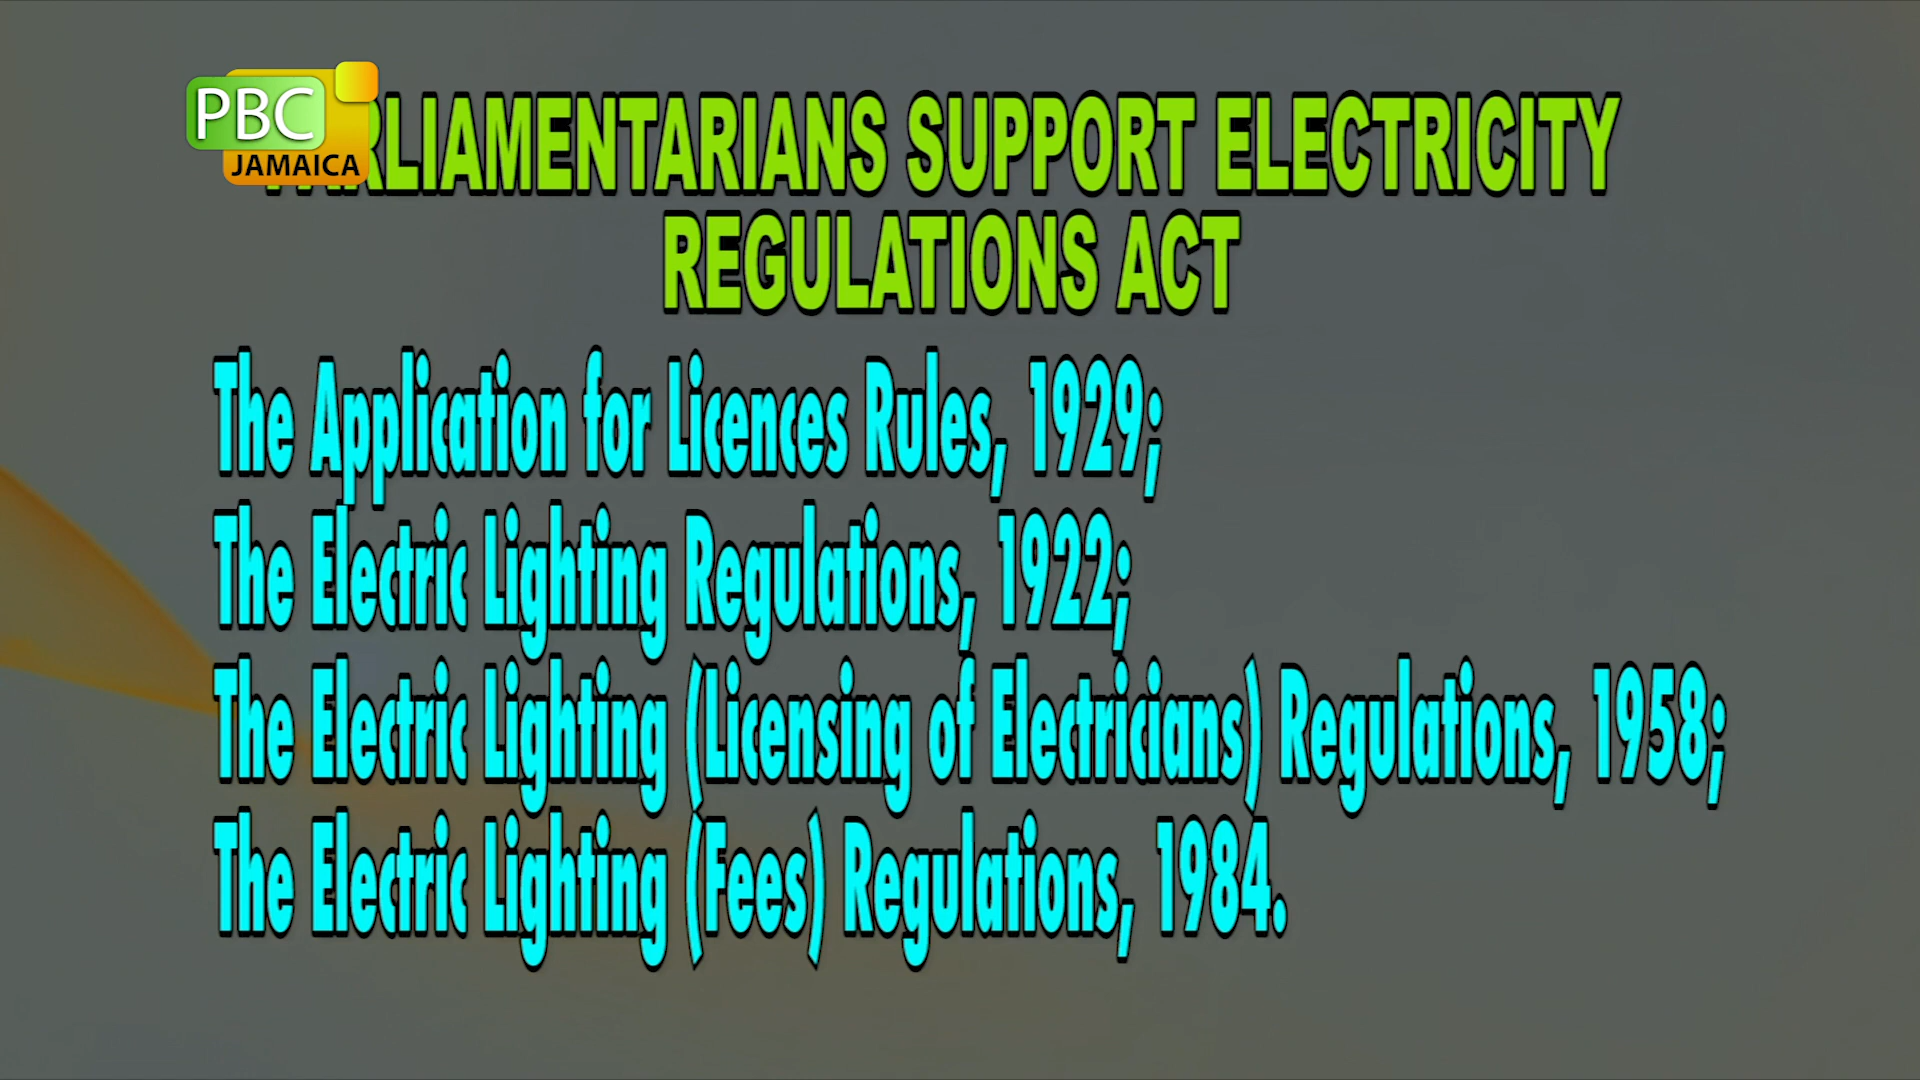 PBC
JAMAICA
PARLIAMENTARIANS SUPPORT ELECTRICITY
REGULATIONS ACT
The Application for Licences Rules, 1929;
The Electric Lighting Regulations, 1922;
The Electric Lighting (Licensing of Electricians) Regulations, 1958;
The Electric Lighting (Fees) Regulations, 1984.